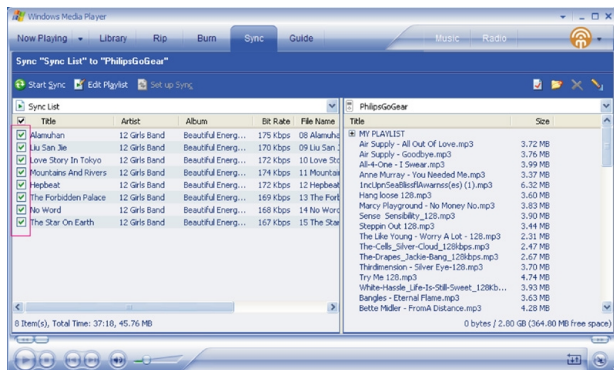 Windows Media Player
Now Playing Library Rip Burn Sync Guide Music Radio
Sync "Sync List" to "PhilipsGoGear"
Start Sync Edit Playlist Set up Sync
Sync List
Title Artist Album Bit Rate File Name
Alamuhan 12 Girls Band Beautiful Energ... 175 Kbps 08 Alamuha
Liu San Jie 12 Girls Band Beautiful Energ... 170 Kbps 09 Liu San J
Love Story In Tokyo 12 Girls Band Beautiful Energ... 172 Kbps 10 Love Sto
Mountains And Rivers 12 Girls Band Beautiful Energ... 174 Kbps 11 Mountain
Hepbeat 12 Girls Band Beautiful Energ... 172 Kbps 12 Hepbeat
The Forbidden Palace 12 Girls Band Beautiful Energ... 169 Kbps 13 The Forb
No Word 12 Girls Band Beautiful Energ... 168 Kbps 14 No Word
The Star On Earth 12 Girls Band Beautiful Energ... 167 Kbps 15 The Star
8 Item(s), Total Time: 37:18, 45.76 MB
PhilipsGoGear
Title Size
MY PLAYLIST
Air Supply - All Out Of Love.mp3 3.72 MB
Air Supply - Goodbye.mp3 3.76 MB
All-4-One - I Swear.mp3 3.99 MB
Anne Murray - You Needed Me.mp3 3.37 MB
1ncUpnSeaBlissflAwarnss(es) (1).mp3 6.32 MB
Hang loose 128.mp3 3.60 MB
Marcy Playground - No Money No.mp3 3.83 MB
Sense Sensibility_128.mp3 3.90 MB
Steppin Out 128.mp3 3.44 MB
The Like Young - Worry A Lot - 128.mp3 2.31 MB
The-Cells_Silver-Cloud_128kbps.mp3 2.47 MB
The-Drapes_Jackie-Bang_128kbps.mp3 2.67 MB
Thirdimension - Silver Eye-128.mp3 3.70 MB
Try Me 128.mp3 4.74 MB
White-Hassle_Life-Is-Still-Sweet_128Kb... 3.93 MB
Bangles - Eternal Flame.mp3 3.63 MB
Bette Midler - FromA Distance.mp3 4.28 MB
0 bytes / 2.80 GB (364.80 MB free space)